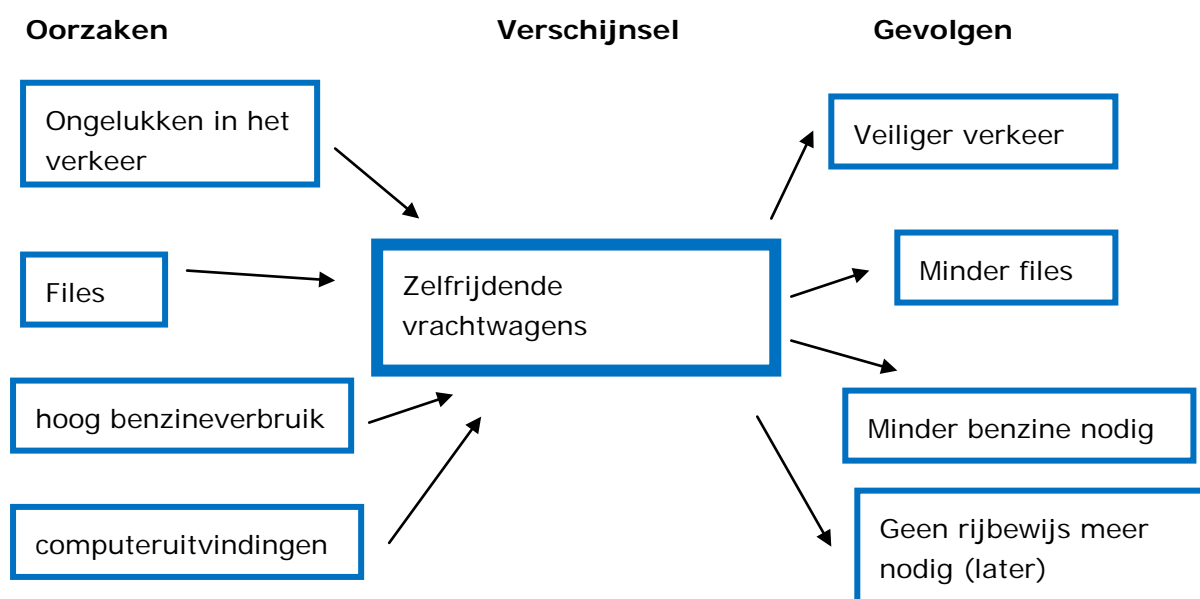 Oorzaken
Verschijnsel
Gevolgen
Ongelukken in het
verkeer
Files
hoog benzineverbruik
computeruitvindingen
Zelfrijdende
vrachtwagens
Veiliger verkeer
Minder files
Minder benzine nodig
Geen rijbewijs meer
nodig (later)